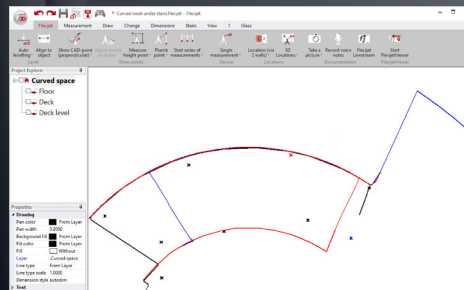 Curved mesh under stairs.Flexijet - Flexijet
Flexijet Measurement Draw Change Dimensions Stairs View ? Glass
Auto levelling Align to object Show CAD-point (perpendicular) Measure height point Plumb point Start series of measurements Single measurement Location (via Z-wall) 3D Locations Take a picture Record voice notes Flexijet Livestream Start FlexijetViewer
Level Show points Device Locations Documentation FlexijetViewer
Project Explorer
Curved space
Floor
Deck
Deck level
Properties
Drawing
Pen color From Layer
Pen width 0.0000
Background fill From Layer
Fill color From Layer
Fill Without
Layer .Curved space
Line type From Layer
Line type scale 1.0000
Dimension style autodim
Text